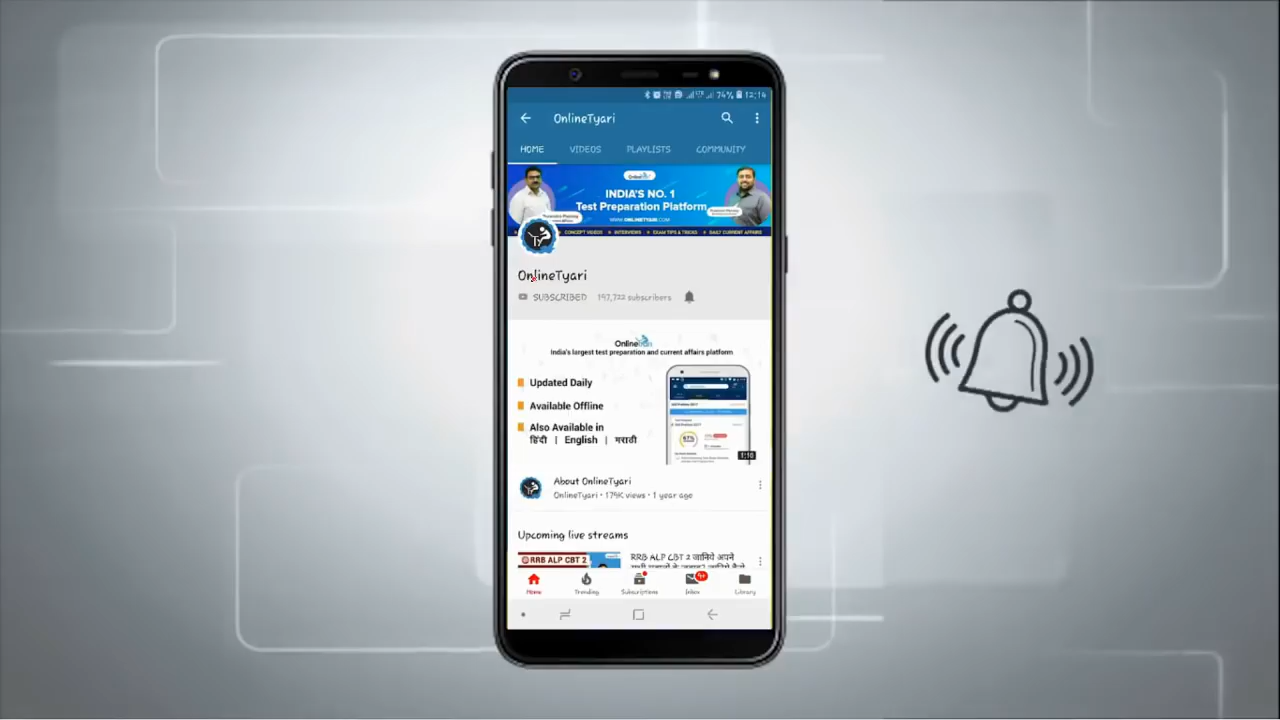 74% 12:14
OnlineTyari
HOME VIDEOS PLAYLISTS COMMUNITY
INDIA'S NO. 1
Test Preparation Platform
WWW.ONLINETYARI.COM
CONCEPT VIDEOS INTERVIEWS EXAM TIPS & TRICKS DAILY CURRENT AFFAIRS
OnlineTyari
SUBSCRIBED 197,722 subscribers
India's largest test preparation and current affairs platform
Updated Daily
Available Offline
Also Available in
हिंदी | English | मराठी
67%
1:10
About OnlineTyari
OnlineTyari • 179K views • 1 year ago
Upcoming live streams
RRB ALP CBT 2
RRB ALP CBT 2 जानिये अपने
9+
Home Trending Subscriptions Inbox Library